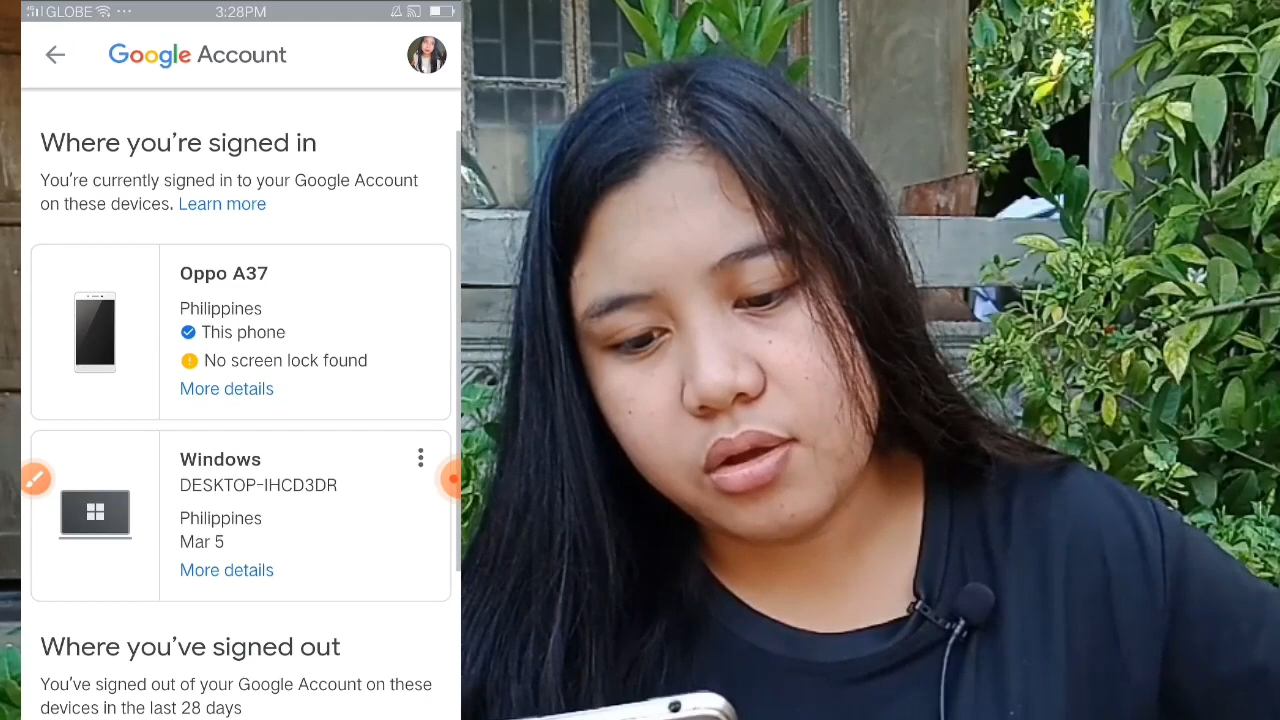 GLOBE
3:28PM
Google Account
Where you're signed in
You're currently signed in to your Google Account
on these devices. Learn more
Oppo A37
Philippines
This phone
No screen lock found
More details
Windows
DESKTOP-IHCD3DR
Philippines
Mar 5
More details
Where you've signed out
You've signed out of your Google Account on these
devices in the last 28 days